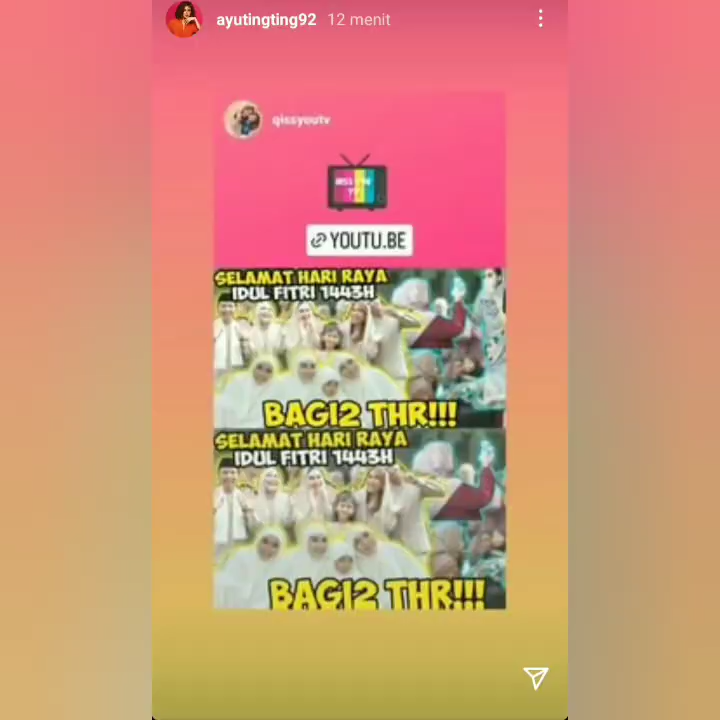 ayutingting92 12 menit
qissyoutv
YOUTU.BE
SELAMAT HARI RAYA
IDUL FITRI 1443H
BAGI2 THR!!!
SELAMAT HARI RAYA
IDUL FITRI 1443H
BAGI2 THR!!!